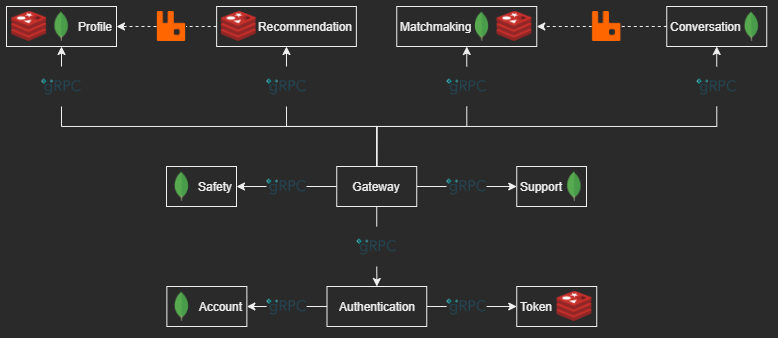 Profile
Recommendation
Matchmaking
Conversation
gRPC
gRPC
gRPC
gRPC
Safety
gRPC
Gateway
gRPC
Support
gRPC
Account
gRPC
Authentication
gRPC
Token